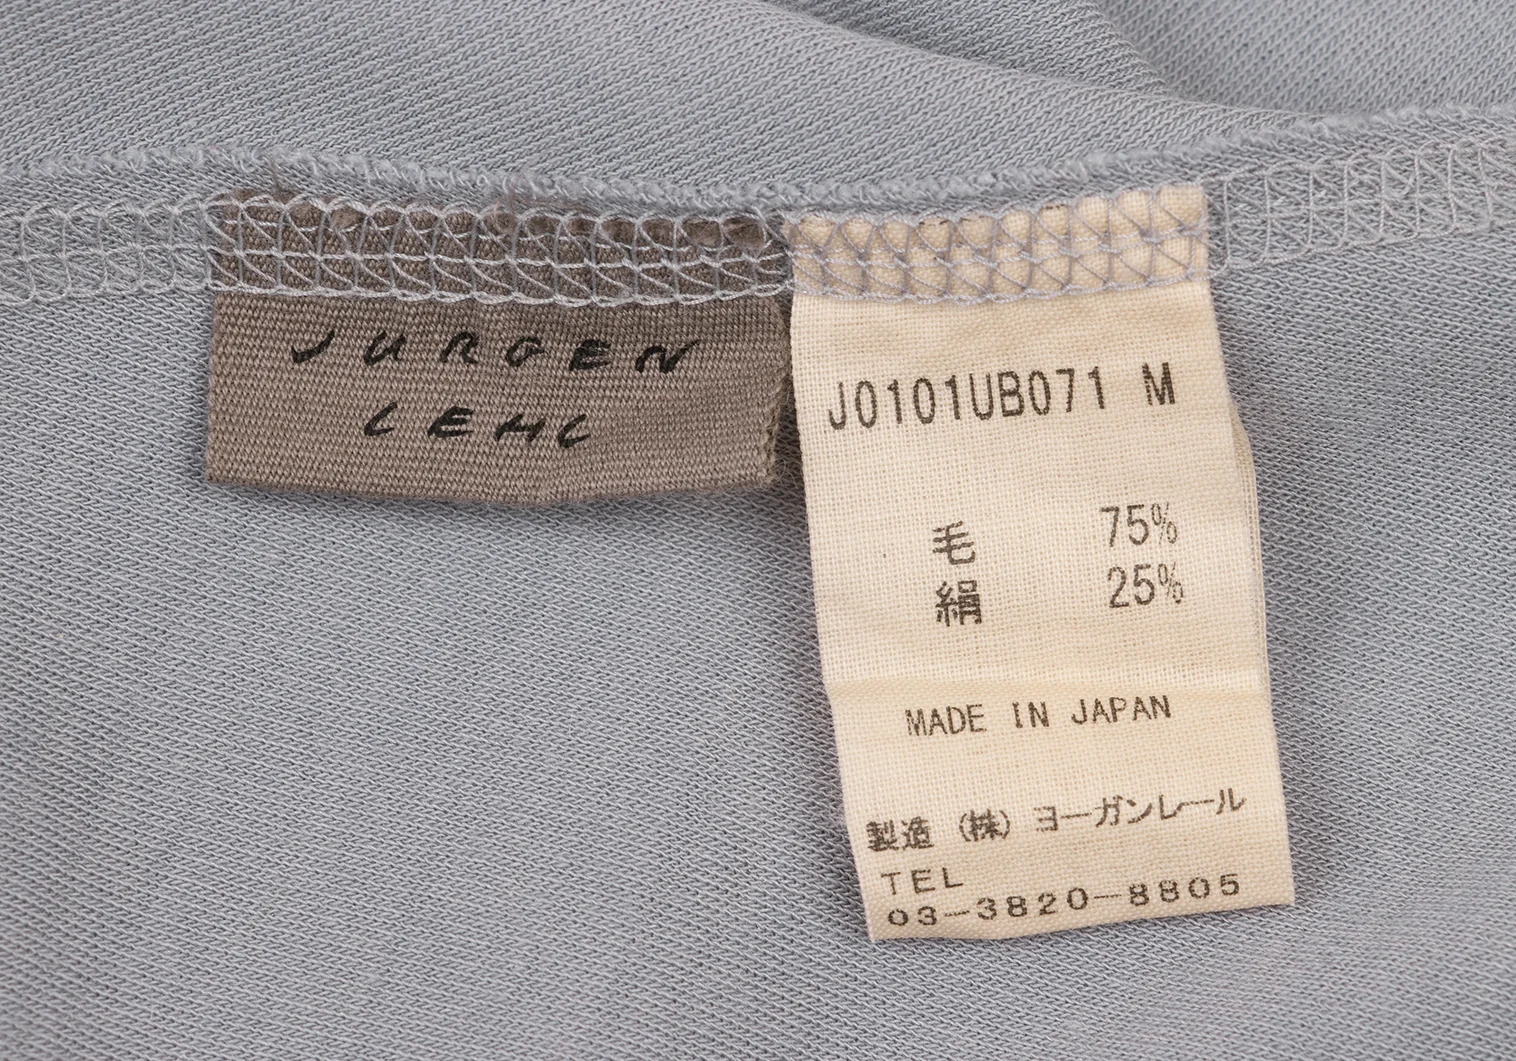 JURGEN
LEHL
J0101UB071 M
毛 75%
絹 25%
MADE IN JAPAN
製造 (株) ヨーガンレール
TEL
03-3820-8805